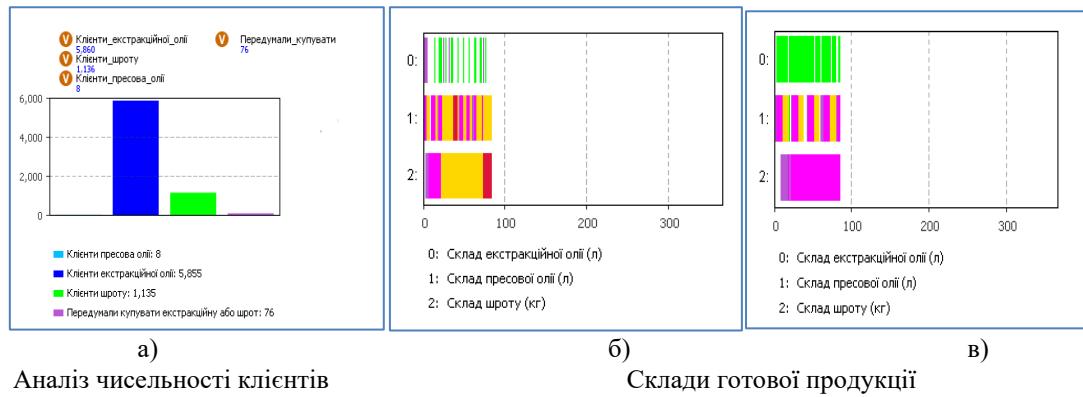 V Клієнти_екстракційної_олії
5,860
V Клієнти_шроту
1,136
V Клієнти_пресова_олії
8
V Передумали_купувати
76
6,000
4,000
2,000
0
Клієнти пресова олії: 8
Клієнти екстракційної олії: 5,855
Клієнти шроту: 1,135
Передумали купувати екстракційну або шрот: 76
0:
1:
2:
0 100 200 300
0: Склад екстракційної олії (л)
1: Склад пресової олії (л)
2: Склад шроту (кг)
0:
1:
2:
0 100 200 300
0: Склад екстракційної олії (л)
1: Склад пресової олії (л)
2: Склад шроту (кг)
а) б) в)
Аналіз чисельності клієнтів Склади готової продукції